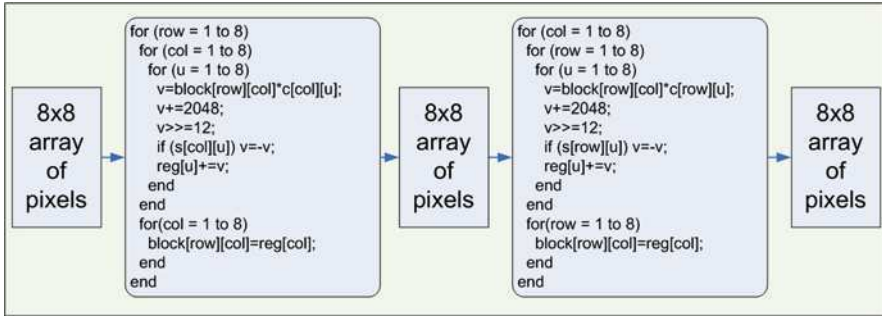 8x8
array
of
pixels
for (row = 1 to 8)
for (col = 1 to 8)
for (u = 1 to 8)
v=block[row][col]*c[col][u];
v+=2048;
v>>=12;
if (s[col][u]) v=-v;
reg[u]+=v;
end
end
for(col = 1 to 8)
block[row][col]=reg[col];
end
end
8x8
array
of
pixels
for (col = 1 to 8)
for (row = 1 to 8)
for (u = 1 to 8)
v=block[row][col]*c[row][u];
v+=2048;
v>>=12;
if (s[row][u]) v=-v;
reg[u]+=v;
end
end
for(row = 1 to 8)
block[row][col]=reg[col];
end
end
8x8
array
of
pixels